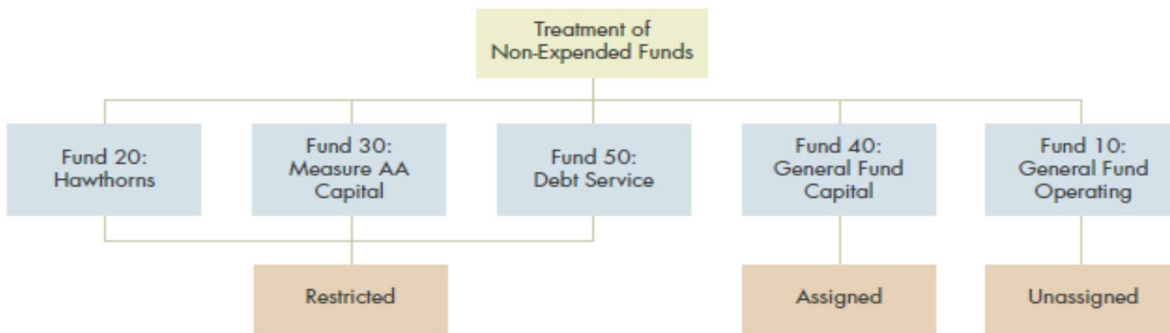 Treatment of
Non-Expended Funds
Fund 20:
Hawthorns
Fund 30:
Measure AA
Capital
Fund 50:
Debt Service
Fund 40:
General Fund
Capital
Fund 10:
General Fund
Operating
Restricted
Assigned
Unassigned